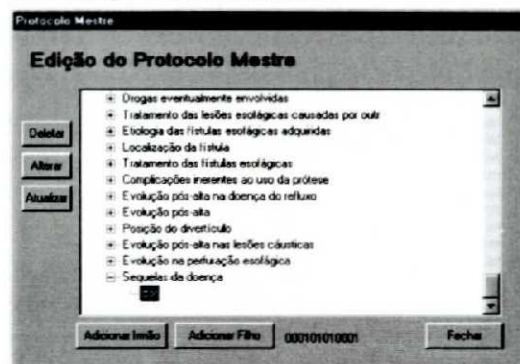 Protocolo Mestre
Edição do Protocolo Mestre
Drogas eventualmente envolvidas
Tratamento das lesões esofágicas causadas por outr
Etiologia das fístulas esofágicas adquiridas
Localização da fístula
Tratamento das fístulas esofágicas
Complicações inerentes ao uso da prótese
Evolução pós-alta na doença do refluxo
Evolução pós-alta
Posição do divertículo
Evolução pós-alta nas lesões cáusticas
Evolução na perfuração esofágica
Sequelas da doença
Deletar
Alterar
Atualizar
Adicionar Irmão
Adicionar Filho
000101010001
Fechar